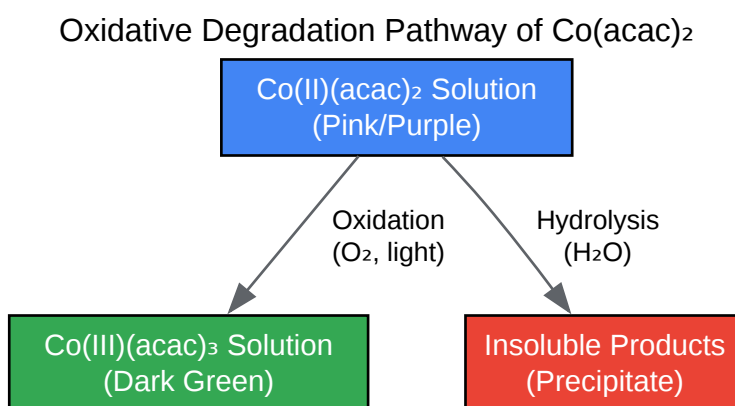 Oxidative Degradation Pathway of Co(acac)₂
Co(II)(acac)₂ Solution
(Pink/Purple)
Oxidation
(O₂, light)
Hydrolysis
(H₂O)
Co(III)(acac)₃ Solution
(Dark Green)
Insoluble Products
(Precipitate)